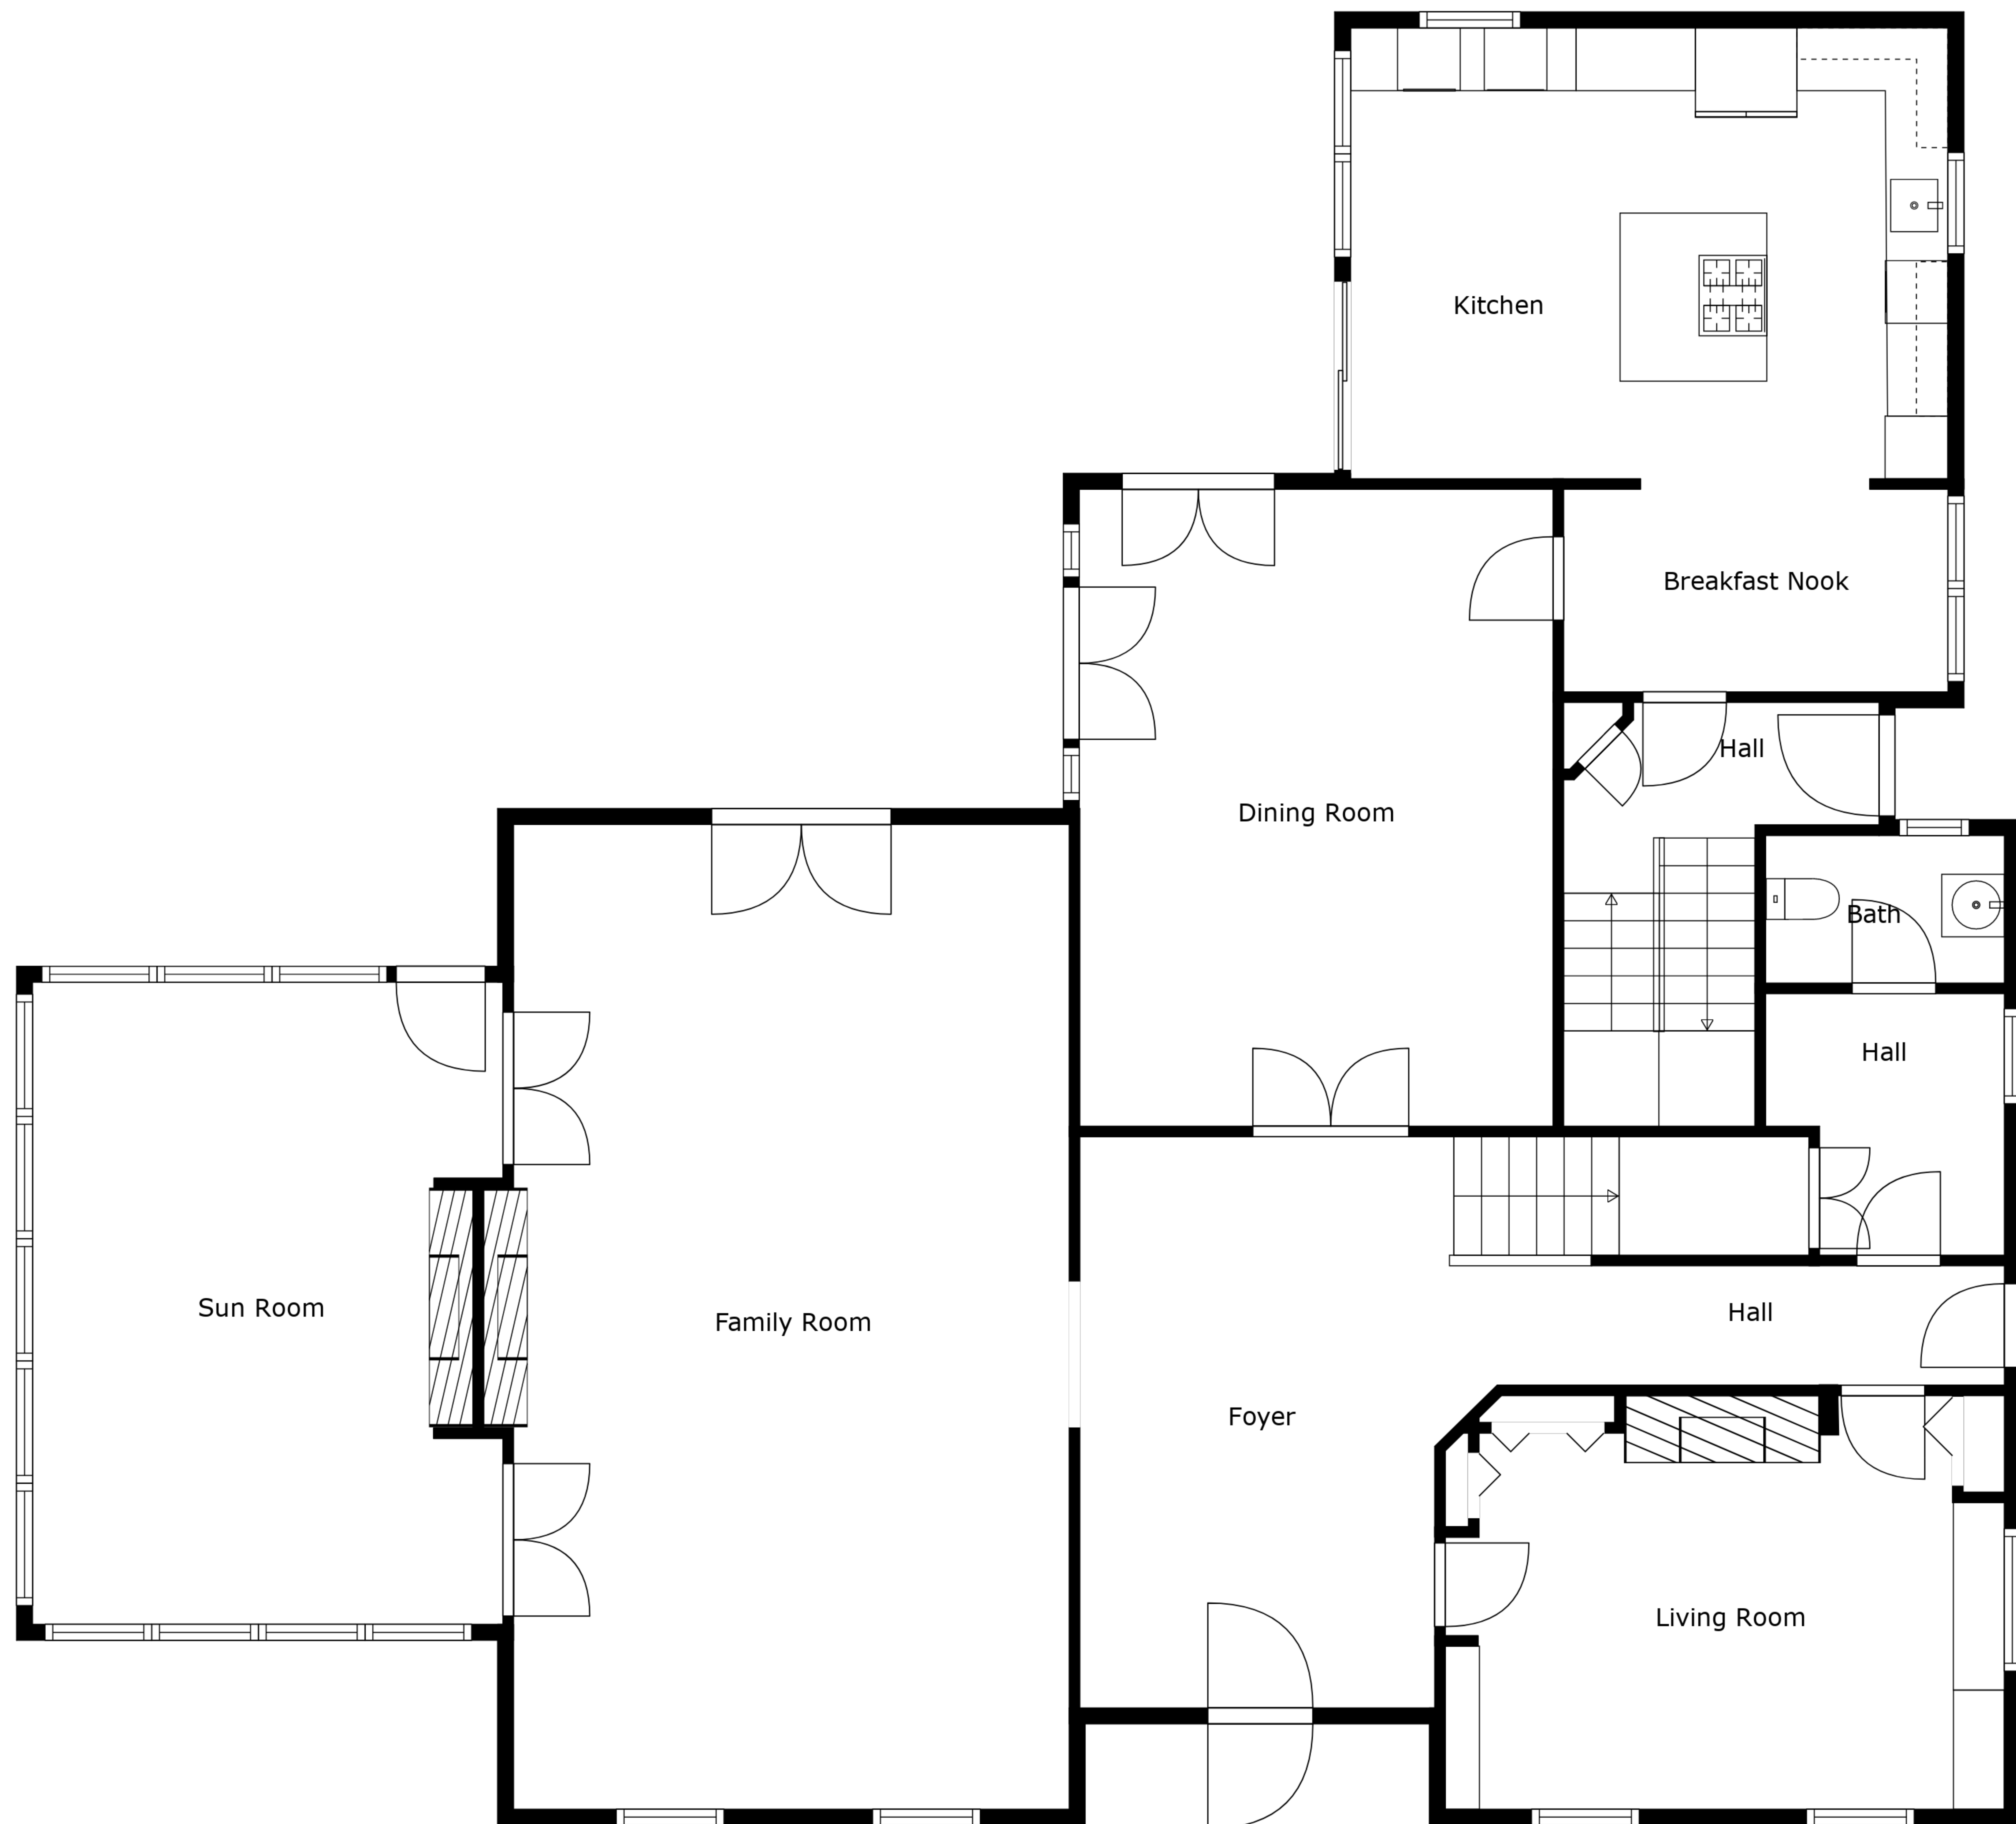 Kitchen
Breakfast Nook
Hall
Dining Room
Bath
Hall
Sun Room
Family Room
Hall
Foyer
Living Room